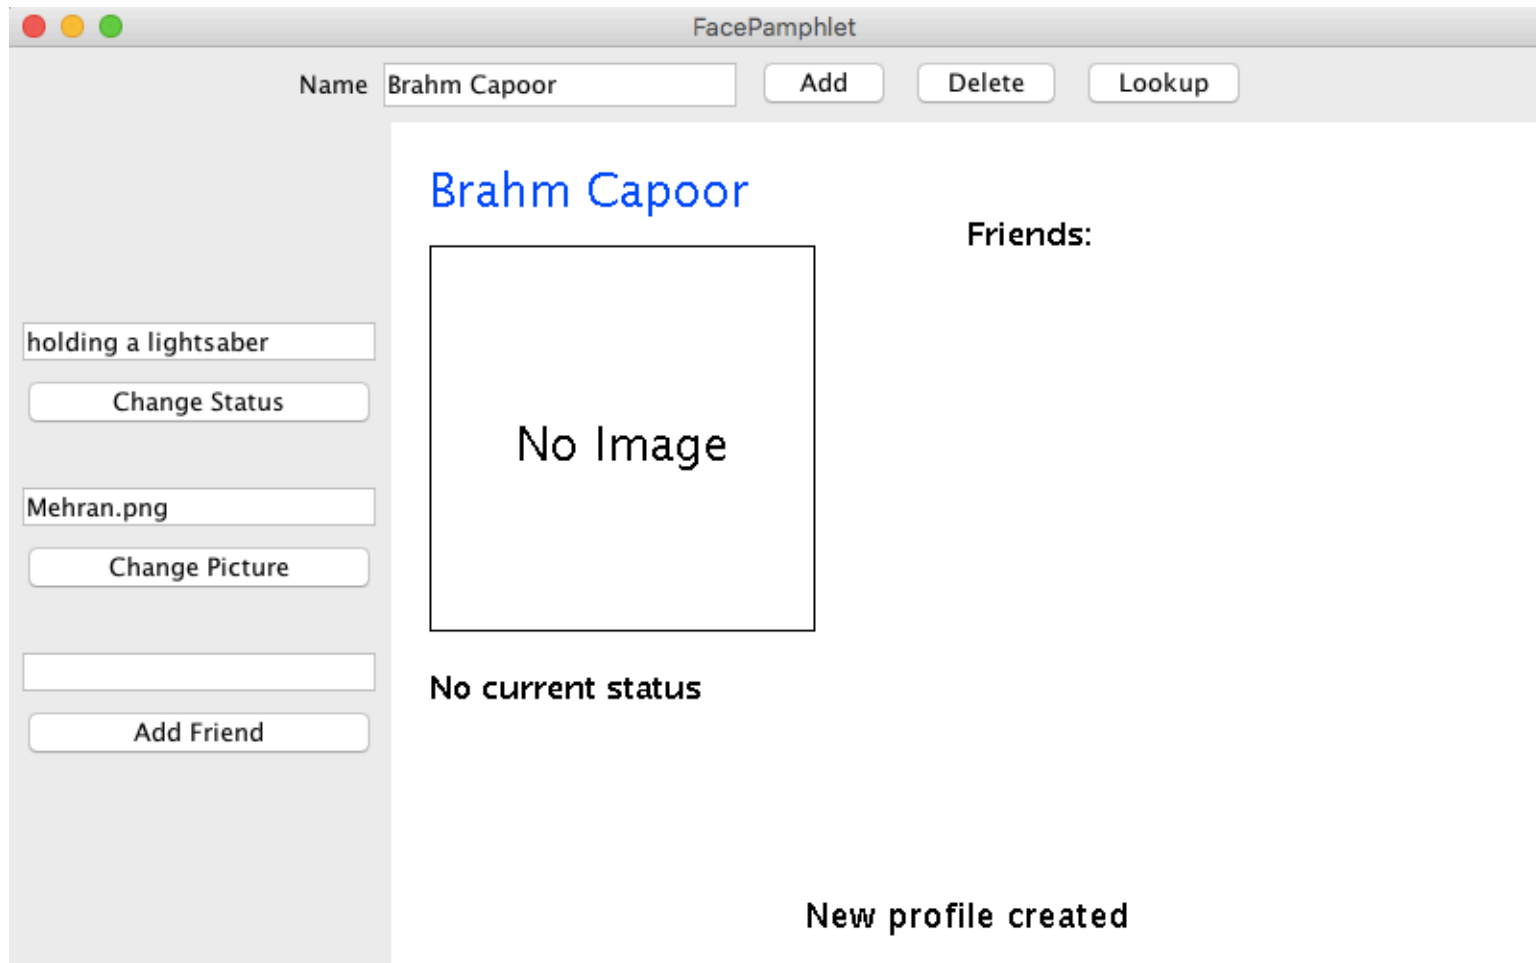 FacePamphlet
Name Brahm Capoor Add Delete Lookup
Brahm Capoor
Friends:
holding a lightsaber
Change Status
No Image
Mehran.png
Change Picture
No current status
Add Friend
New profile created